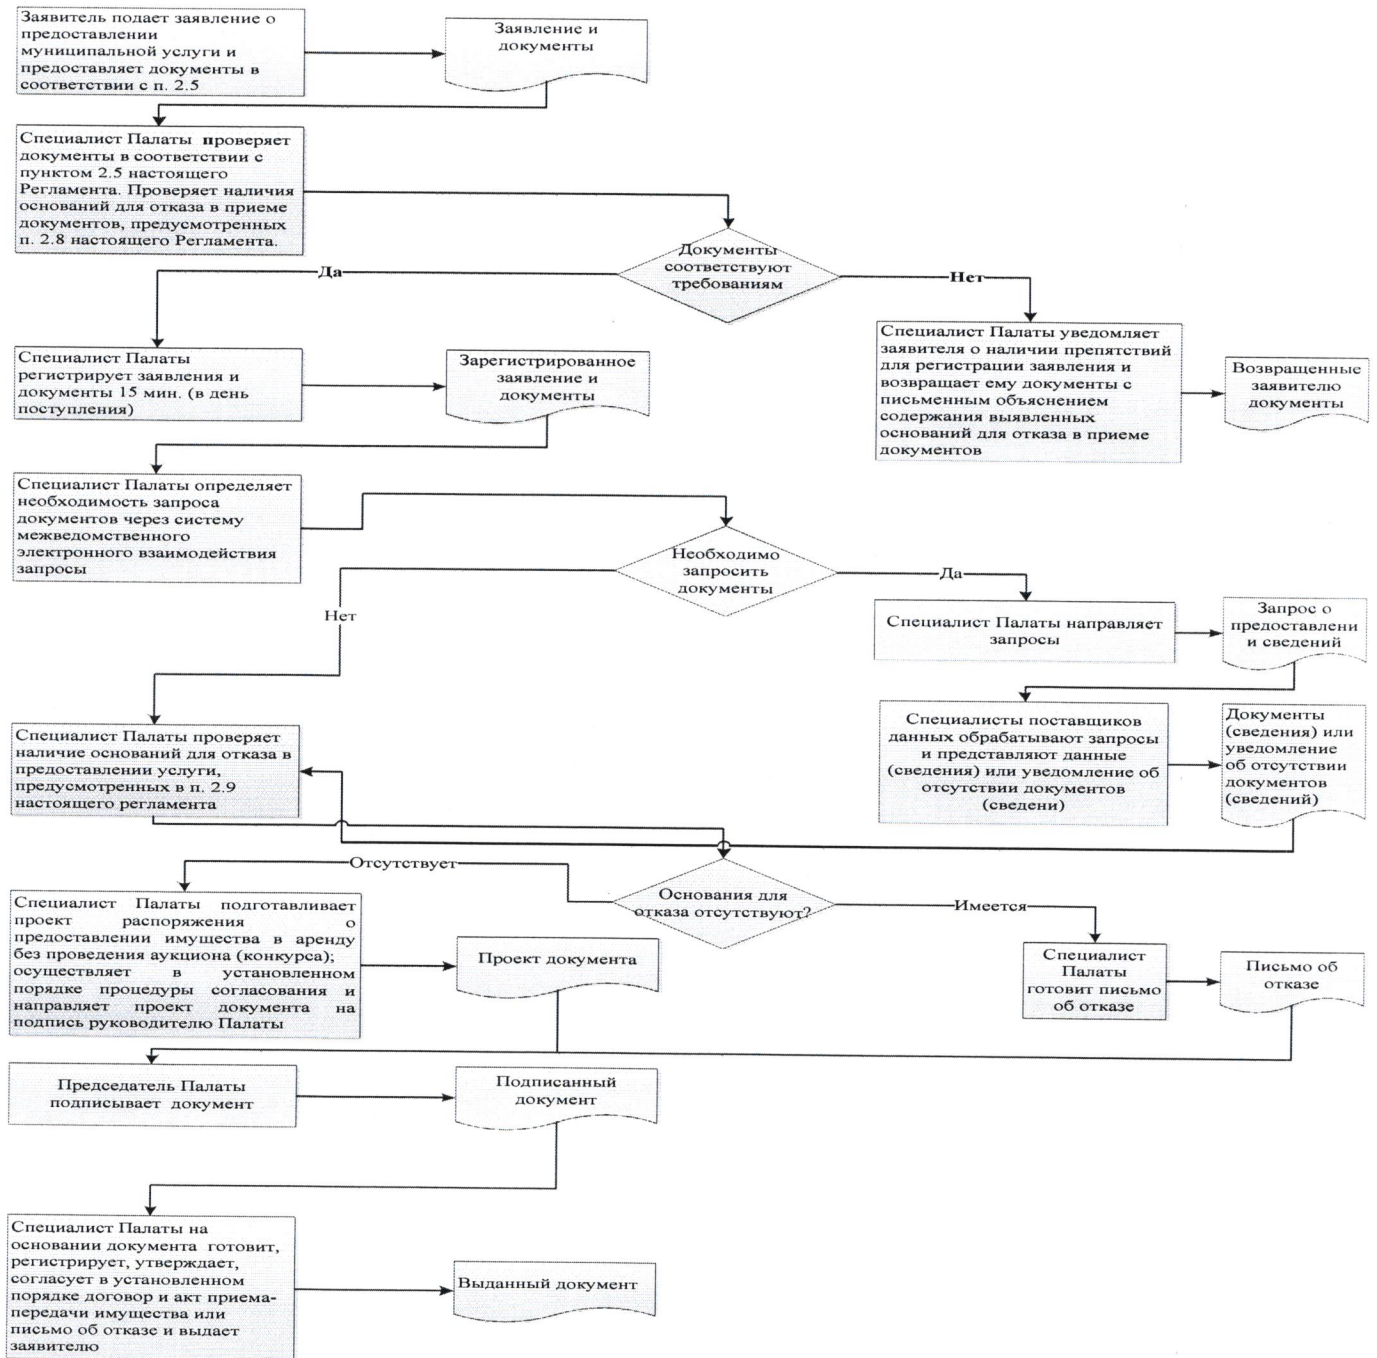 Заявитель подает заявление о
предоставлении
муниципальной услуги и
предоставляет документы в
соответствии с п. 2.5
Заявление и
документы
Специалист Палаты проверяет
документы в соответствии с
пунктом 2.5 настоящего
Регламента. Проверяет наличия
оснований для отказа в приеме
документов, предусмотренных
п. 2.8 настоящего Регламента.
Документы
соответствуют
требованиям
Да
Нет
Специалист Палаты
регистрирует заявления и
документы 15 мин. (в день
поступления)
Зарегистрированное
заявление и
документы
Специалист Палаты уведомляет
заявителя о наличии препятствий
для регистрации заявления и
возвращает ему документы с
письменным объяснением
содержания выявленных
оснований для отказа в приеме
документов
Возвращенные
заявителю
документы
Специалист Палаты определяет
необходимость запроса
документов через систему
межведомственного
электронного взаимодействия
запросы
Необходимо
запросить
документы
Да
Нет
Специалист Палаты направляет
запросы
Запрос о
предоставлени
и сведений
Специалист Палаты проверяет
наличие оснований для отказа в
предоставлении услуги,
предусмотренных в п. 2.9
настоящего регламента
Специалисты поставщиков
данных обрабатывают запросы
и представляют данные
(сведения) или уведомление об
отсутствии документов
(сведени)
Документы
(сведения) или
уведомление
об отсутствии
документов
(сведений)
Отсутствует
Основания для
отказа отсутствуют?
Имеется
Специалист Палаты подготавливает
проект распоряжения о
предоставлении имущества в аренду
без проведения аукциона (конкурса);
осуществляет в установленном
порядке процедуры согласования и
направляет проект документа на
подпись руководителю Палаты
Проект документа
Специалист
Палаты
готовит письмо
об отказе
Письмо об
отказе
Председатель Палаты
подписывает документ
Подписанный
документ
Специалист Палаты на
основании документа готовит,
регистрирует, утверждает,
согласует в установленном
порядке договор и акт приема-
передачи имущества или
письмо об отказе и выдает
заявителю
Выданный документ